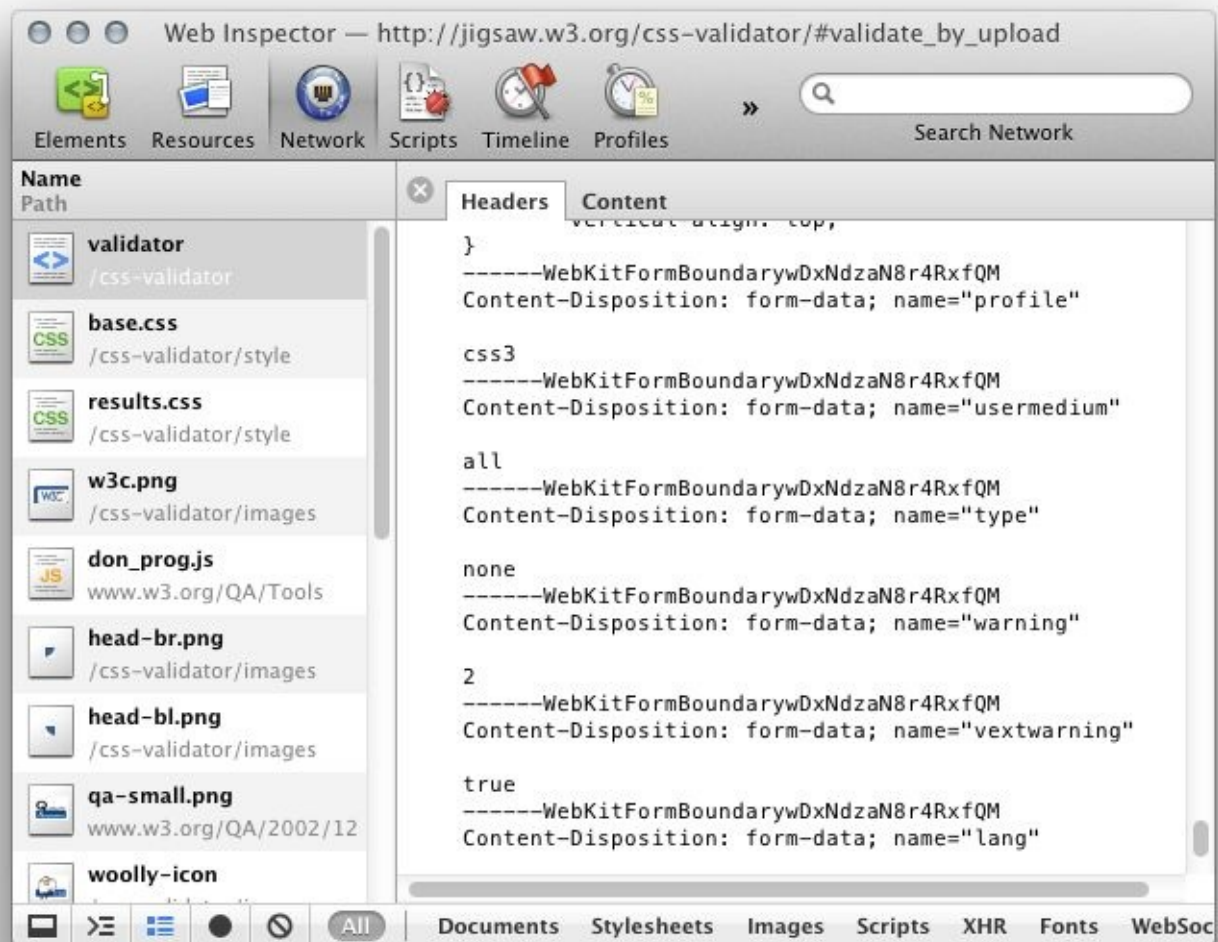 Web Inspector — http://jigsaw.w3.org/css-validator/#validate_by_upload
Elements Resources Network Scripts Timeline Profiles » Search Network
Name
Path
validator
/css-validator
base.css
/css-validator/style
results.css
/css-validator/style
w3c.png
/css-validator/images
don_prog.js
www.w3.org/QA/Tools
head-br.png
/css-validator/images
head-bl.png
/css-validator/images
qa-small.png
www.w3.org/QA/2002/12
woolly-icon
Headers Content
vertical-align: top;
}
------WebKitFormBoundarywDxNdzaN8r4RxfQM
Content-Disposition: form-data; name="profile"
css3
------WebKitFormBoundarywDxNdzaN8r4RxfQM
Content-Disposition: form-data; name="usermedium"
all
------WebKitFormBoundarywDxNdzaN8r4RxfQM
Content-Disposition: form-data; name="type"
none
------WebKitFormBoundarywDxNdzaN8r4RxfQM
Content-Disposition: form-data; name="warning"
2
------WebKitFormBoundarywDxNdzaN8r4RxfQM
Content-Disposition: form-data; name="vextwarning"
true
------WebKitFormBoundarywDxNdzaN8r4RxfQM
Content-Disposition: form-data; name="lang"
All Documents Stylesheets Images Scripts XHR Fonts WebSoc